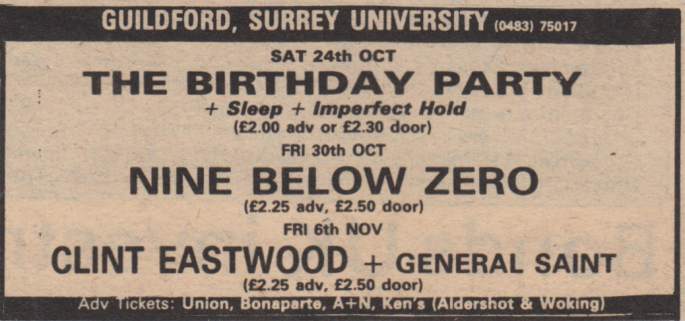 GUILDFORD, SURREY UNIVERSITY (0483) 75017
SAT 24th OCT
THE BIRTHDAY PARTY
+ Sleep + Imperfect Hold
(£2.00 adv or £2.30 door)
FRI 30th OCT
NINE BELOW ZERO
(£2.25 adv, £2.50 door)
FRI 6th NOV
CLINT EASTWOOD + GENERAL SAINT
(£2.25 adv, £2.50 door)
Adv Tickets: Union, Bonaparte, A+N, Ken's (Aldershot & Woking)